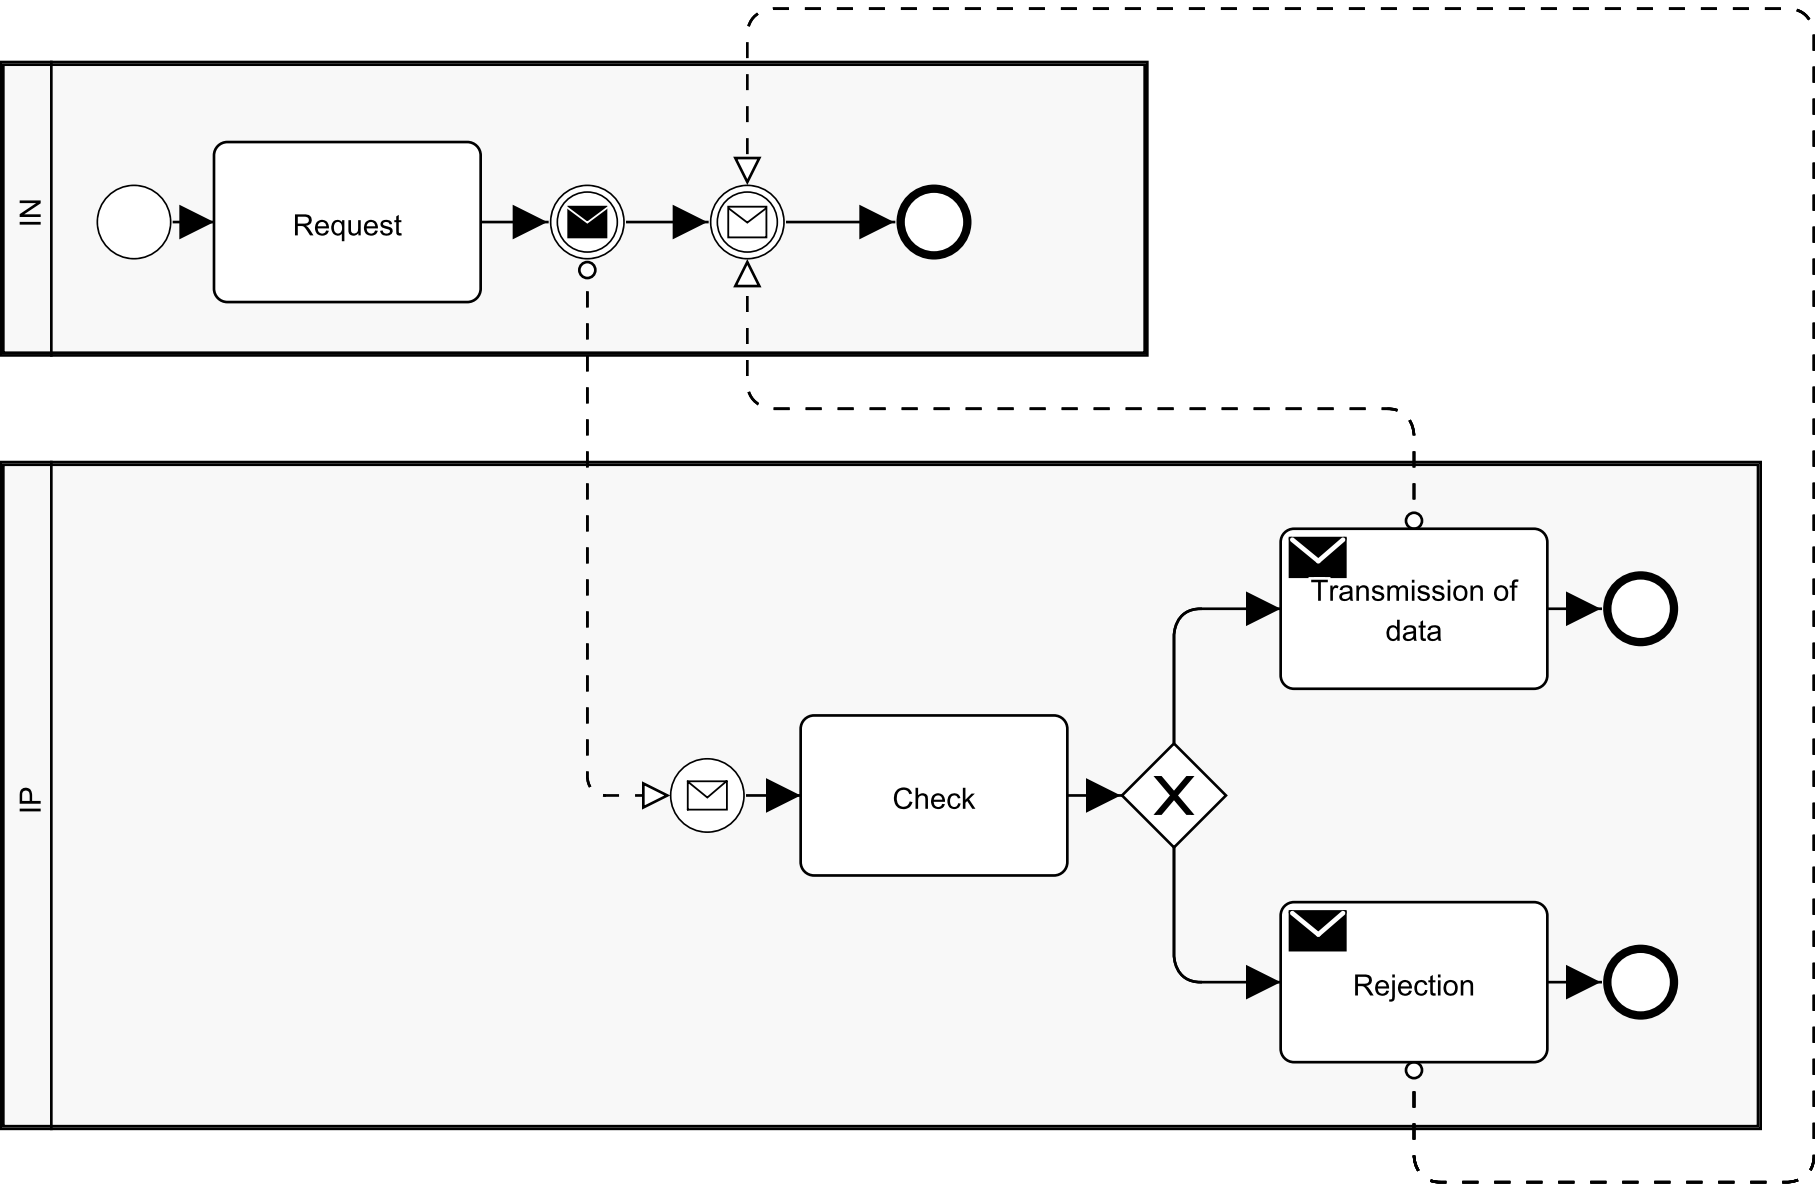 IN
Request
IP
Transmission of
data
Check
Rejection